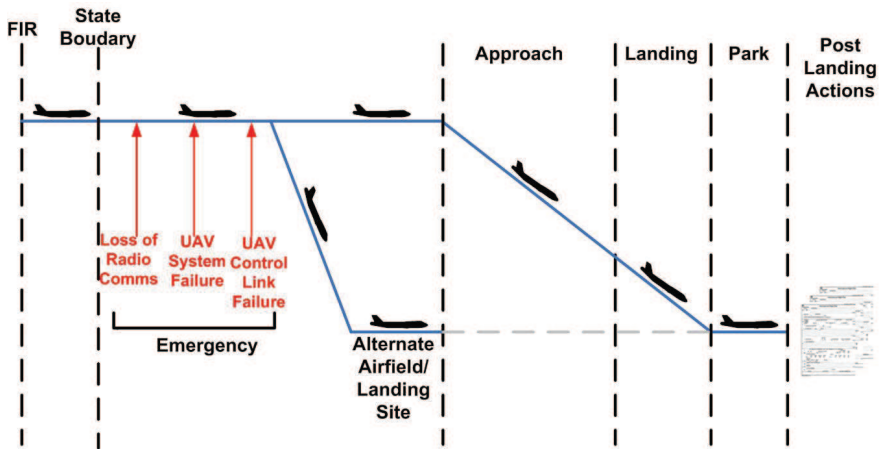 FIR
State
Boudary
Approach
Landing
Park
Post
Landing
Actions
Loss of
Radio
Comms
UAV
System
Failure
UAV
Control
Link
Failure
Emergency
Alternate
Airfield/
Landing
Site